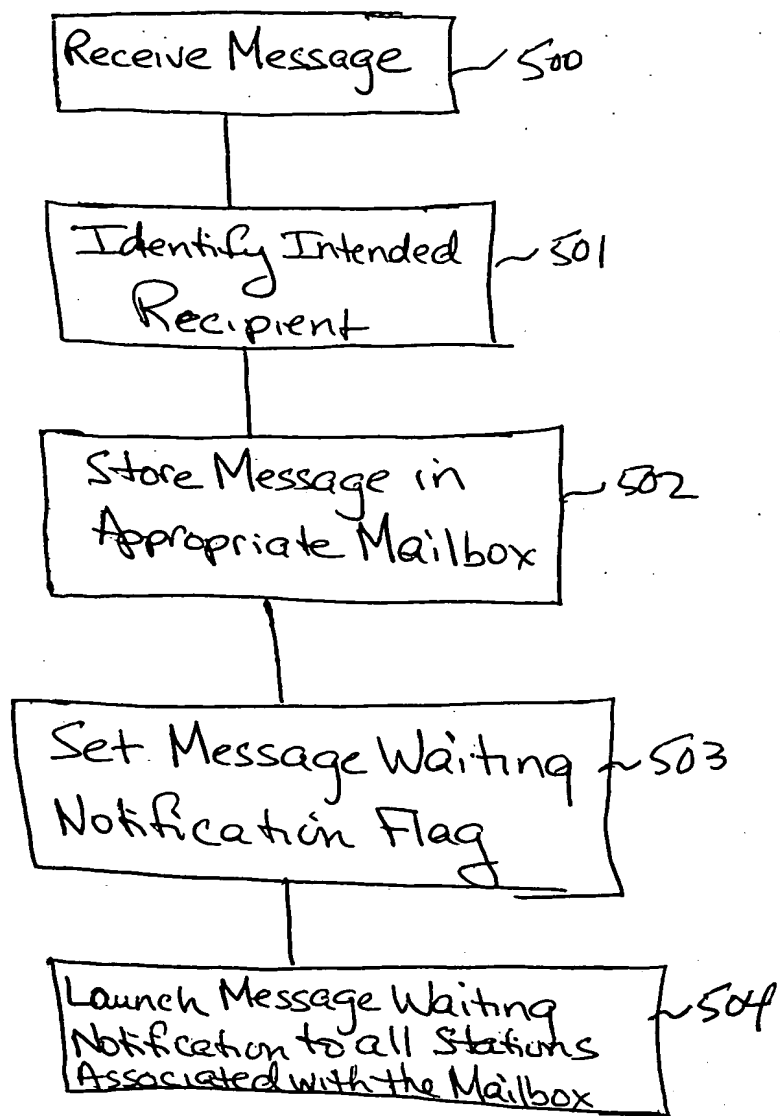 Receive Message 500
Identify Intended 501
Recipient
Store Message in 502
Appropriate Mailbox
Set Message Waiting 503
Notification Flag
Launch Message Waiting 504
Notification to all Stations
Associated with the Mailbox